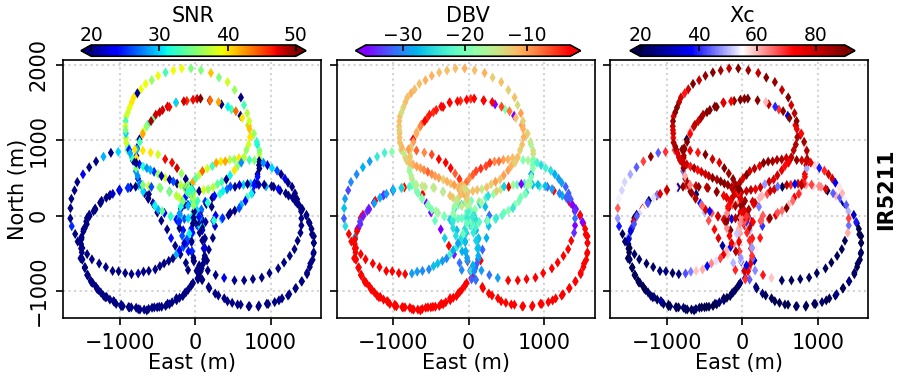 SNR DBV Xc
20 30 40 50 −30 −20 −10 20 40 60 80
2000
1000
0
−1000
North (m)
−1000 0 1000 −1000 0 1000 −1000 0 1000
East (m) East (m) East (m)
IR5211